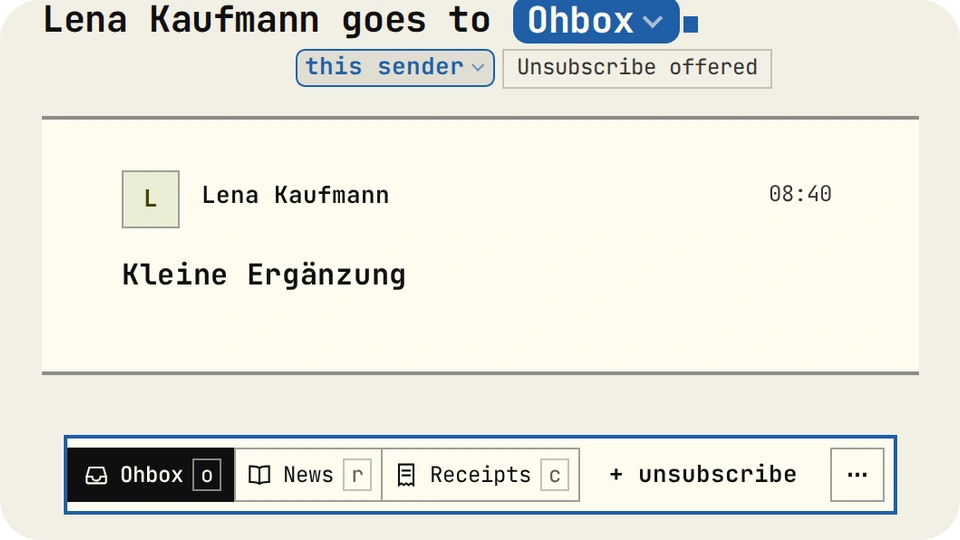 Lena Kaufmann goes to Ohbox
this sender Unsubscribe offered
L Lena Kaufmann 08:40
Kleine Ergänzung
Ohbox o News r Receipts c + unsubscribe ...